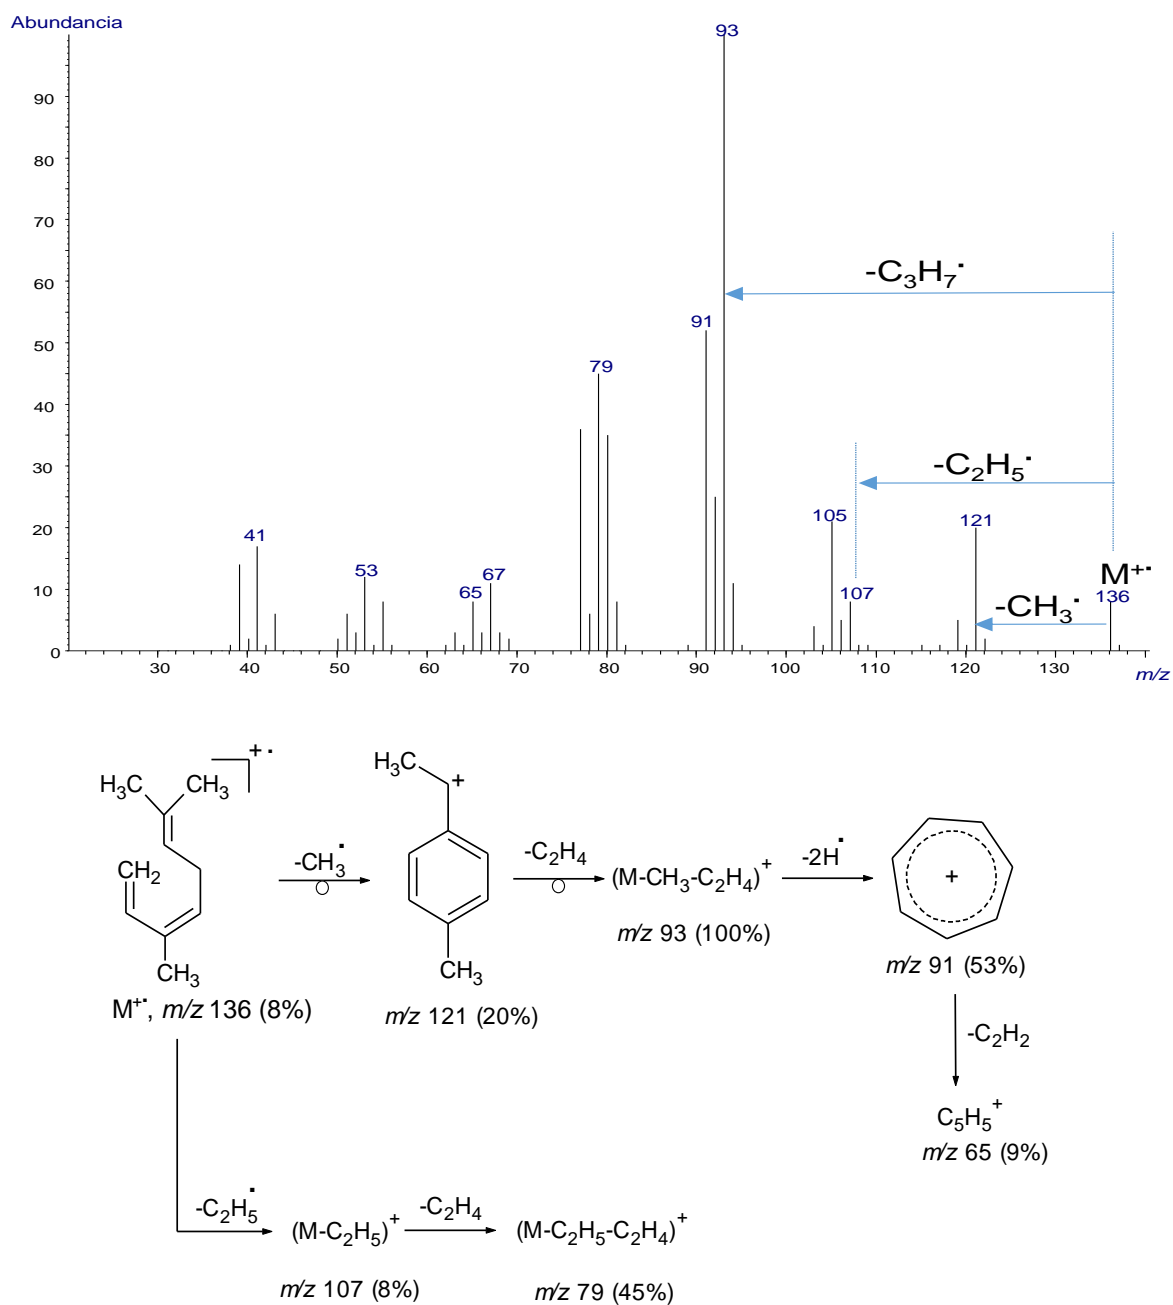 Abundancia
93
90
80
70
60
-C₃H₇·
50
91
79
40
30
-C₂H₅·
20
105
121
41
53
M⁺·
10
65
67
107
136
-CH₃·
0
30
40
50
60
70
80
90
100
110
120
130
m/z
+·
H₃C
CH₃
H₃C
+
CH₂
-CH₃·
-C₂H₄
(M-CH₃-C₂H₄)⁺
-2H·
+
m/z 93 (100%)
CH₃
CH₃
m/z 91 (53%)
M⁺·, m/z 136 (8%)
m/z 121 (20%)
-C₂H₂
C₅H₅⁺
m/z 65 (9%)
-C₂H₅·
(M-C₂H₅)⁺
-C₂H₄
(M-C₂H₅-C₂H₄)⁺
m/z 107 (8%)
m/z 79 (45%)